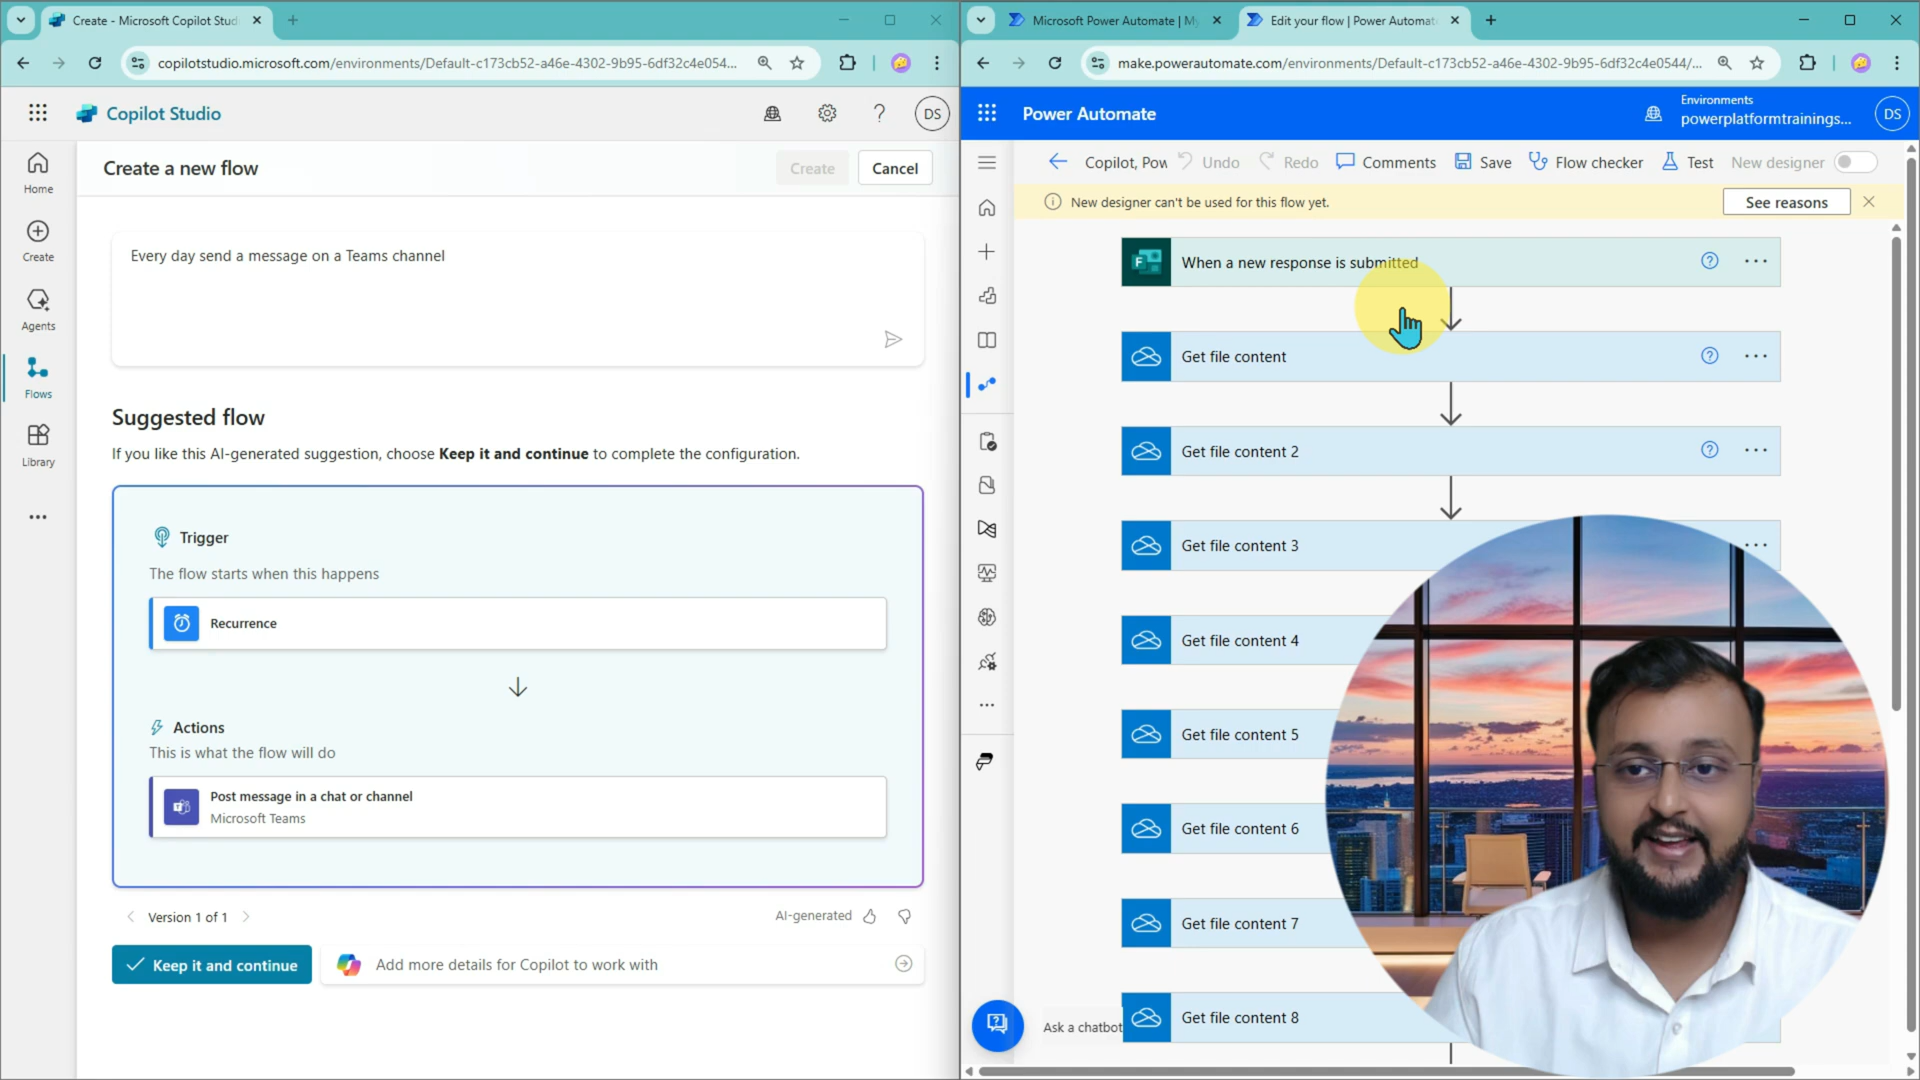 Create - Microsoft Copilot Studi
copilotstudio.microsoft.com/environments/Default-c173cb52-a46e-4302-9b95-6df32c4e054...
Copilot Studio
DS
Home
Create
Agents
Flows
Library
Create a new flow
Create
Cancel
Every day send a message on a Teams channel
Suggested flow
If you like this AI-generated suggestion, choose Keep it and continue to complete the configuration.
Trigger
The flow starts when this happens
Recurrence
Actions
This is what the flow will do
Post message in a chat or channel
Microsoft Teams
Version 1 of 1
AI-generated
Keep it and continue
Add more details for Copilot to work with
Microsoft Power Automate | My
Edit your flow | Power Automat
make.powerautomate.com/environments/Default-c173cb52-a46e-4302-9b95-6df32c4e0544/...
Power Automate
Environments
powerplatformtrainings...
DS
Copilot, Pow
Undo
Redo
Comments
Save
Flow checker
Test
New designer
New designer can't be used for this flow yet.
See reasons
When a new response is submitted
Get file content
Get file content 2
Get file content 3
Get file content 4
Get file content 5
Get file content 6
Get file content 7
Get file content 8
Ask a chatbot